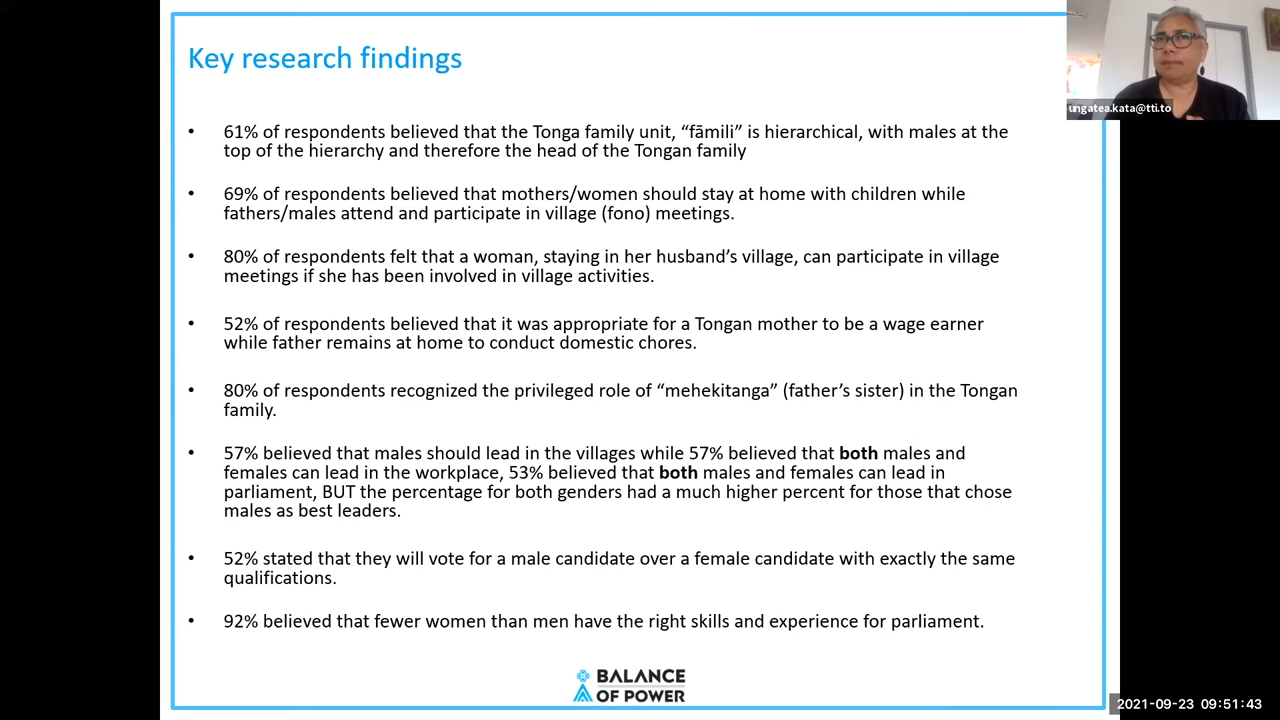 Key research findings
• 61% of respondents believed that the Tonga family unit, “fāmili” is hierarchical, with males at the
top of the hierarchy and therefore the head of the Tongan family
• 69% of respondents believed that mothers/women should stay at home with children while
fathers/males attend and participate in village (fono) meetings.
• 80% of respondents felt that a woman, staying in her husband’s village, can participate in village
meetings if she has been involved in village activities.
• 52% of respondents believed that it was appropriate for a Tongan mother to be a wage earner
while father remains at home to conduct domestic chores.
• 80% of respondents recognized the privileged role of “mehekitanga” (father’s sister) in the Tongan
family.
• 57% believed that males should lead in the villages while 57% believed that both males and
females can lead in the workplace, 53% believed that both males and females can lead in
parliament, BUT the percentage for both genders had a much higher percent for those that chose
males as best leaders.
• 52% stated that they will vote for a male candidate over a female candidate with exactly the same
qualifications.
• 92% believed that fewer women than men have the right skills and experience for parliament.
BALANCE
OF POWER
ungatea.kata@tti.to
2021-09-23 09:51:43